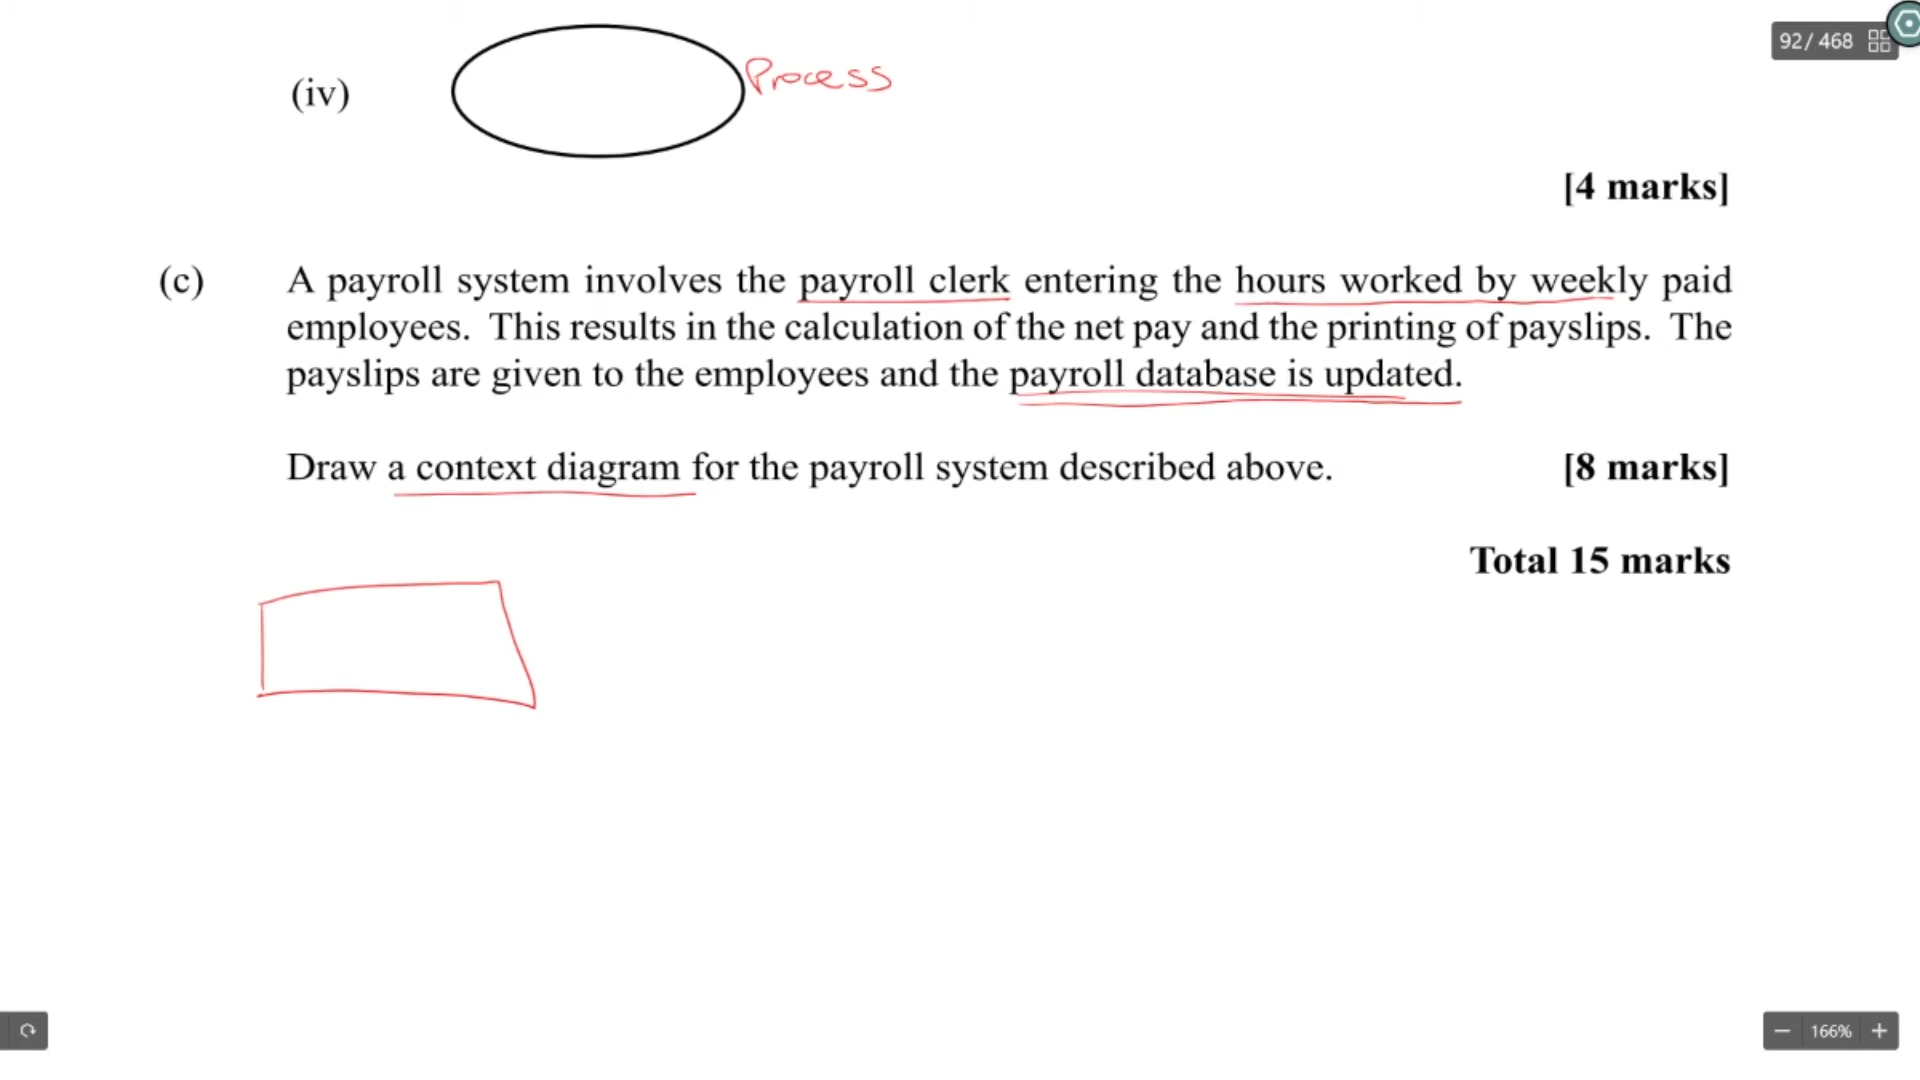 92 / 468
(iv) Process
[4 marks]
(c) A payroll system involves the payroll clerk entering the hours worked by weekly paid
employees. This results in the calculation of the net pay and the printing of payslips. The
payslips are given to the employees and the payroll database is updated.
Draw a context diagram for the payroll system described above. [8 marks]
Total 15 marks
166%